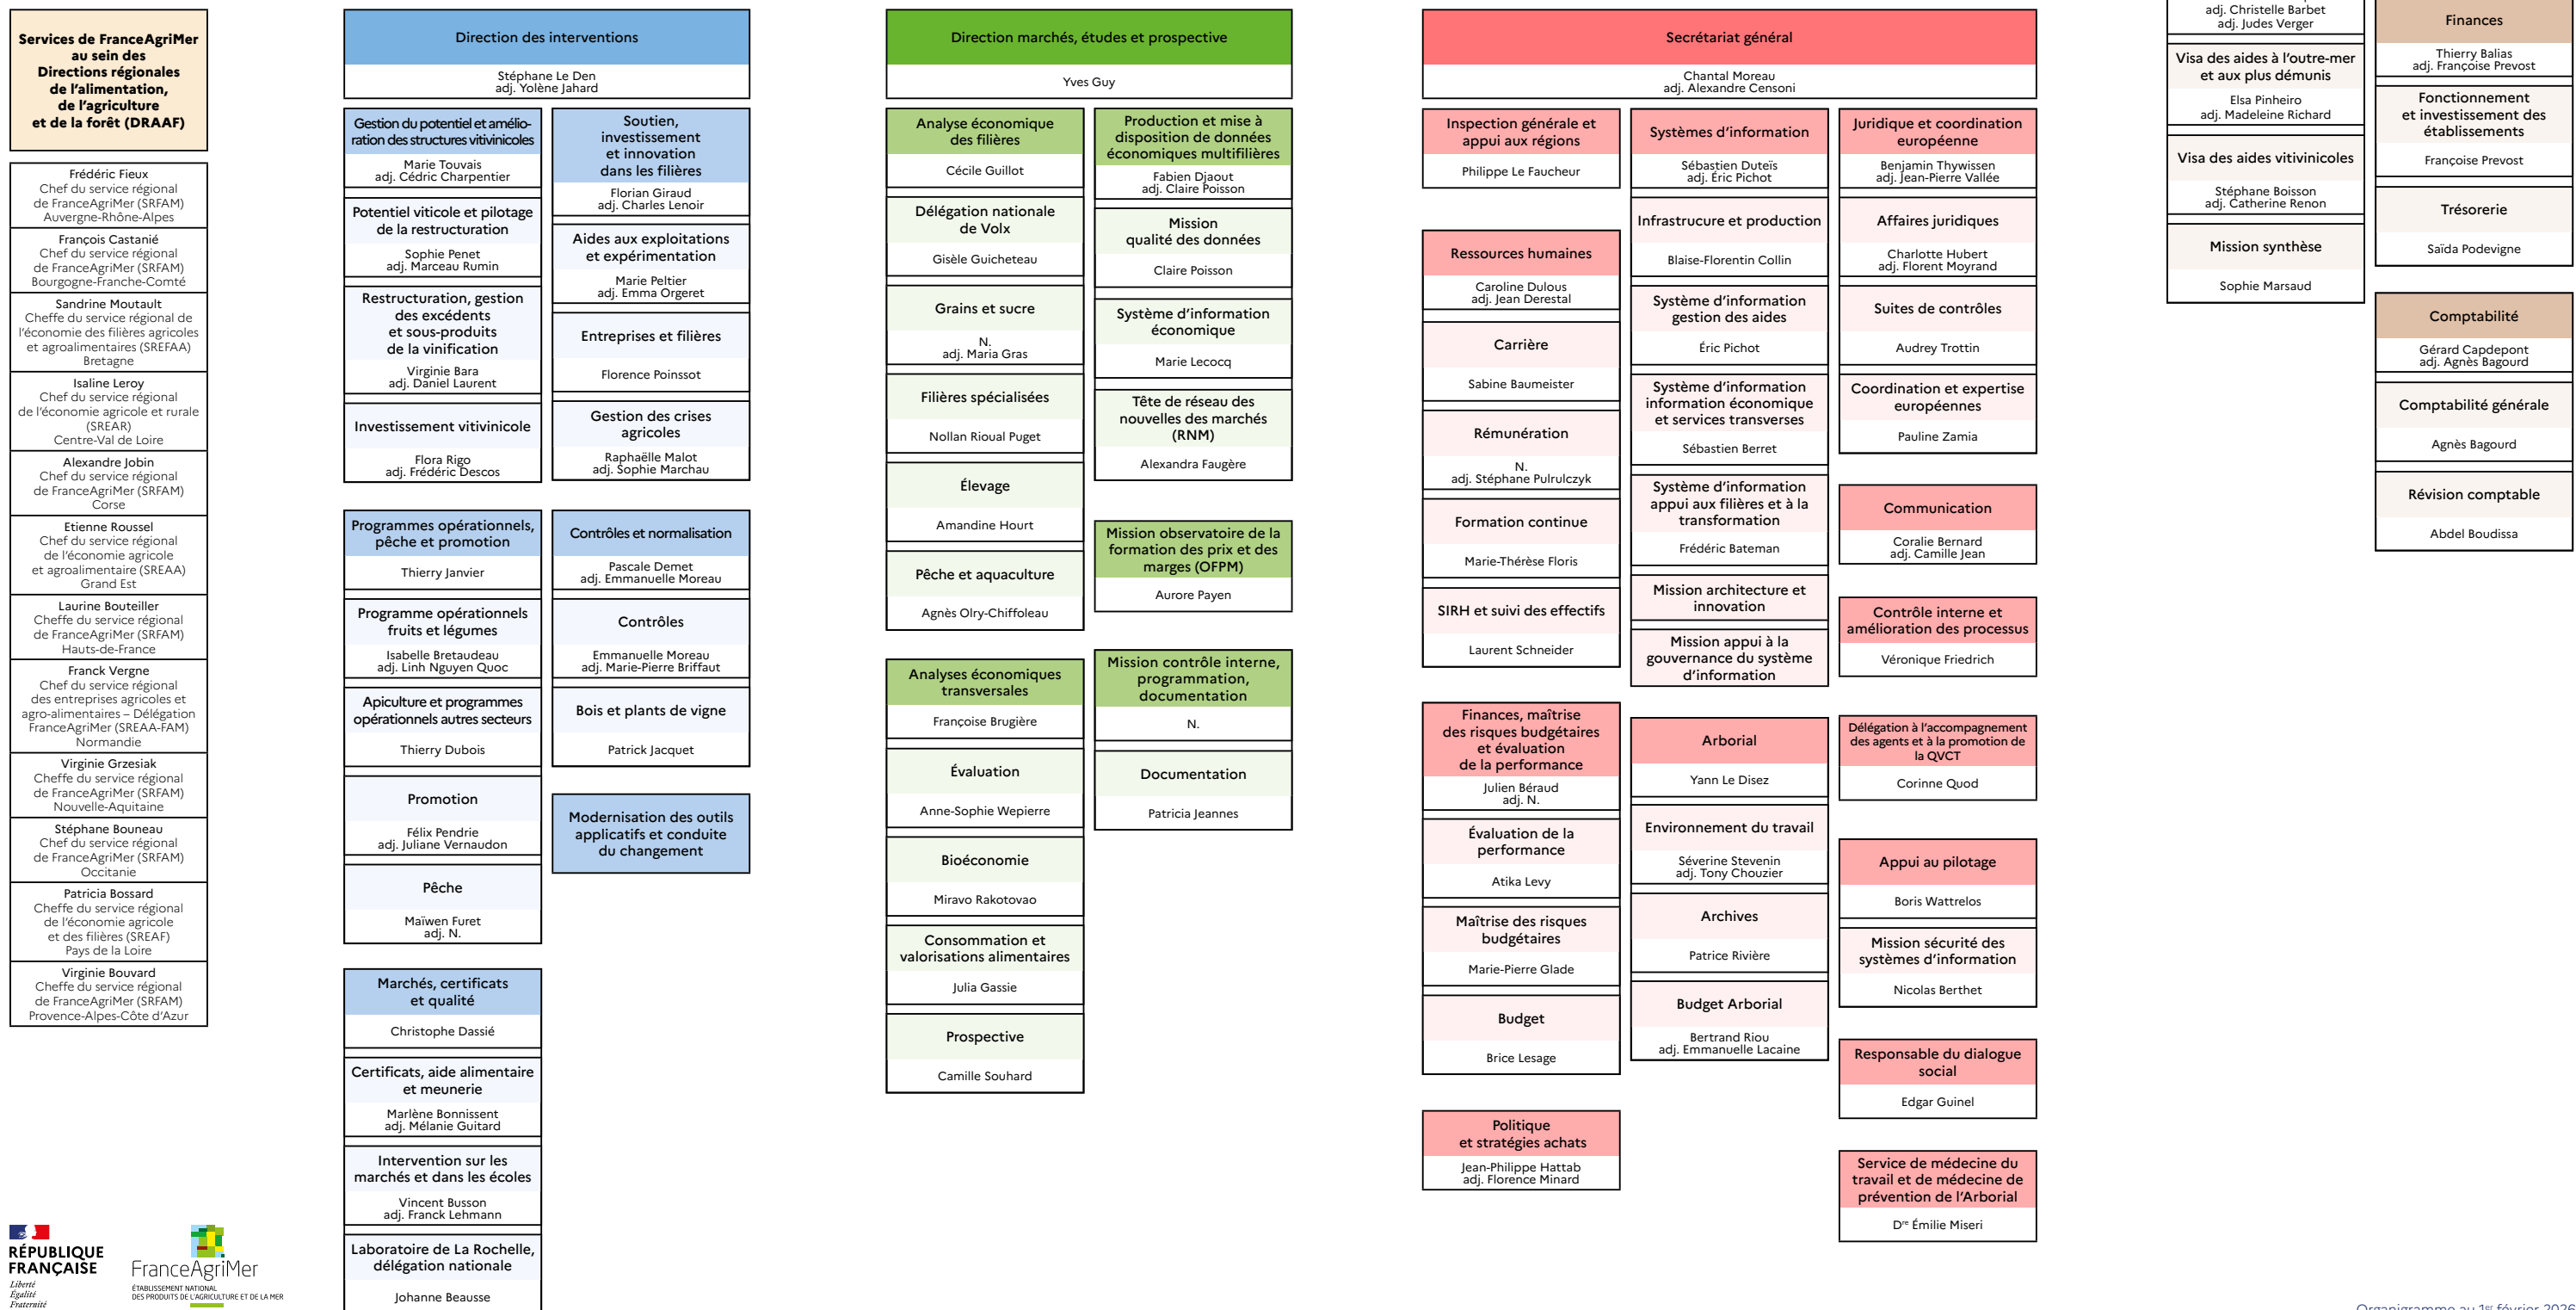 Services de FranceAgriMer
au sein des
Directions régionales
de l’alimentation,
de l’agriculture
et de la forêt (DRAAF)
Frédéric Fieux
Chef du service régional
de FranceAgriMer (SRFAM)
Auvergne-Rhône-Alpes
François Castanié
Chef du service régional
de FranceAgriMer (SRFAM)
Bourgogne-Franche-Comté
Sandrine Moutault
Cheffe du service régional de
l’économie des filières agricoles
et agroalimentaires (SREFAA)
Bretagne
Isaline Leroy
Chef du service régional
de l’économie agricole et rurale
(SREAR)
Centre-Val de Loire
Alexandre Jobin
Chef du service régional
de FranceAgriMer (SRFAM)
Corse
Etienne Roussel
Chef du service régional
de l’économie agricole
et agroalimentaire (SREAA)
Grand Est
Laurine Bouteiller
Cheffe du service régional
de FranceAgriMer (SRFAM)
Hauts-de-France
Franck Vergne
Chef du service régional
des entreprises agricoles et
agro-alimentaires – Délégation
FranceAgriMer (SREAA-FAM)
Normandie
Virginie Grzesiak
Cheffe du service régional
de FranceAgriMer (SRFAM)
Nouvelle-Aquitaine
Stéphane Bouneau
Chef du service régional
de FranceAgriMer (SRFAM)
Occitanie
Patricia Bossard
Cheffe du service régional
de l’économie agricole
et des filières (SREAF)
Pays de la Loire
Virginie Bouvard
Cheffe du service régional
de FranceAgriMer (SRFAM)
Provence-Alpes-Côte d’Azur
RÉPUBLIQUE
FRANÇAISE
Liberté
Égalité
Fraternité
FranceAgriMer
ÉTABLISSEMENT NATIONAL
DES PRODUITS DE L’AGRICULTURE ET DE LA MER
Direction des interventions
Stéphane Le Den
adj. Yolène Jahard
Gestion du potentiel et amélio-
ration des structures vitivinicoles
Marie Touvais
adj. Cédric Charpentier
Potentiel viticole et pilotage
de la restructuration
Sophie Penet
adj. Marceau Rumin
Restructuration, gestion
des excédents
et sous-produits
de la vinification
Virginie Bara
adj. Daniel Laurent
Investissement vitivinicole
Flora Rigo
adj. Frédéric Descos
Programmes opérationnels,
pêche et promotion
Thierry Janvier
Programme opérationnels
fruits et légumes
Isabelle Bretaudeau
adj. Linh Nguyen Quoc
Apiculture et programmes
opérationnels autres secteurs
Thierry Dubois
Promotion
Félix Pendrie
adj. Juliane Vernaudon
Pêche
Maïwen Furet
adj. N.
Marchés, certificats
et qualité
Christophe Dassié
Certificats, aide alimentaire
et meunerie
Marlène Bonnissent
adj. Mélanie Guitard
Intervention sur les
marchés et dans les écoles
Vincent Busson
adj. Franck Lehmann
Laboratoire de La Rochelle,
délégation nationale
Johanne Beausse
Soutien,
investissement
et innovation
dans les filières
Florian Giraud
adj. Charles Lenoir
Aides aux exploitations
et expérimentation
Marie Peltier
adj. Emma Orgeret
Entreprises et filières
Florence Poinssot
Gestion des crises
agricoles
Raphaëlle Malot
adj. Sophie Marchau
Contrôles et normalisation
Pascale Demet
adj. Emmanuelle Moreau
Contrôles
Emmanuelle Moreau
adj. Marie-Pierre Briffaut
Bois et plants de vigne
Patrick Jacquet
Modernisation des outils
applicatifs et conduite
du changement
Direction marchés, études et prospective
Yves Guy
Analyse économique
des filières
Cécile Guillot
Délégation nationale
de Volx
Gisèle Guicheteau
Grains et sucre
N.
adj. Maria Gras
Filières spécialisées
Nollan Rioual Puget
Élevage
Amandine Hourt
Pêche et aquaculture
Agnès Olry-Chiffoleau
Analyses économiques
transversales
Françoise Brugière
Évaluation
Anne-Sophie Wepierre
Bioéconomie
Miravo Rakotovao
Consommation et
valorisations alimentaires
Julia Gassie
Prospective
Camille Souhard
Production et mise à
disposition de données
économiques multifilières
Fabien Djaout
adj. Claire Poisson
Mission
qualité des données
Claire Poisson
Système d’information
économique
Marie Lecocq
Tête de réseau des
nouvelles des marchés
(RNM)
Alexandra Faugère
Mission observatoire de la
formation des prix et des
marges (OFPM)
Aurore Payen
Mission contrôle interne,
programmation,
documentation
N.
Documentation
Patricia Jeannes
Secrétariat général
Chantal Moreau
adj. Alexandre Censoni
Inspection générale et
appui aux régions
Philippe Le Faucheur
Ressources humaines
Caroline Dulous
adj. Jean Derestal
Carrière
Sabine Baumeister
Rémunération
N.
adj. Stéphane Pulrulczyk
Formation continue
Marie-Thérèse Floris
SIRH et suivi des effectifs
Laurent Schneider
Finances, maîtrise
des risques budgétaires
et évaluation
de la performance
Julien Béraud
adj. N.
Évaluation de la
performance
Atika Levy
Maîtrise des risques
budgétaires
Marie-Pierre Glade
Budget
Brice Lesage
Politique
et stratégies achats
Jean-Philippe Hattab
adj. Florence Minard
Systèmes d’information
Sébastien Duteïs
adj. Éric Pichot
Infrastrucure et production
Blaise-Florentin Collin
Système d’information
gestion des aides
Éric Pichot
Système d’information
information économique
et services transverses
Sébastien Berret
Système d’information
appui aux filières et à la
transformation
Frédéric Bateman
Mission architecture et
innovation
Mission appui à la
gouvernance du système
d’information
Arborial
Yann Le Disez
Environnement du travail
Séverine Stevenin
adj. Tony Chouzier
Archives
Patrice Rivière
Budget Arborial
Bertrand Riou
adj. Emmanuelle Lacaine
Juridique et coordination
européenne
Benjamin Thywissen
adj. Jean-Pierre Vallée
Affaires juridiques
Charlotte Hubert
adj. Florent Moyrand
Suites de contrôles
Audrey Trottin
Coordination et expertise
européennes
Pauline Zamia
Communication
Coralie Bernard
adj. Camille Jean
Contrôle interne et
amélioration des processus
Véronique Friedrich
Délégation à l’accompagnement
des agents et à la promotion de
la QVCT
Corinne Quod
Appui au pilotage
Boris Wattrelos
Mission sécurité des
systèmes d’information
Nicolas Berthet
Responsable du dialogue
social
Edgar Guinel
Service de médecine du
travail et de médecine de
prévention de l’Arborial
Dre Émilie Miseri
adj. Christelle Barbet
adj. Judes Verger
Visa des aides à l’outre-mer
et aux plus démunis
Elsa Pinheiro
adj. Madeleine Richard
Visa des aides vitivinicoles
Stéphane Boisson
adj. Catherine Renon
Mission synthèse
Sophie Marsaud
Finances
Thierry Balias
adj. Françoise Prevost
Fonctionnement
et investissement des
établissements
Françoise Prevost
Trésorerie
Saïda Podevigne
Comptabilité
Gérard Capdepont
adj. Agnès Bagourd
Comptabilité générale
Agnès Bagourd
Révision comptable
Abdel Boudissa
Organigramme au 1er février 2026